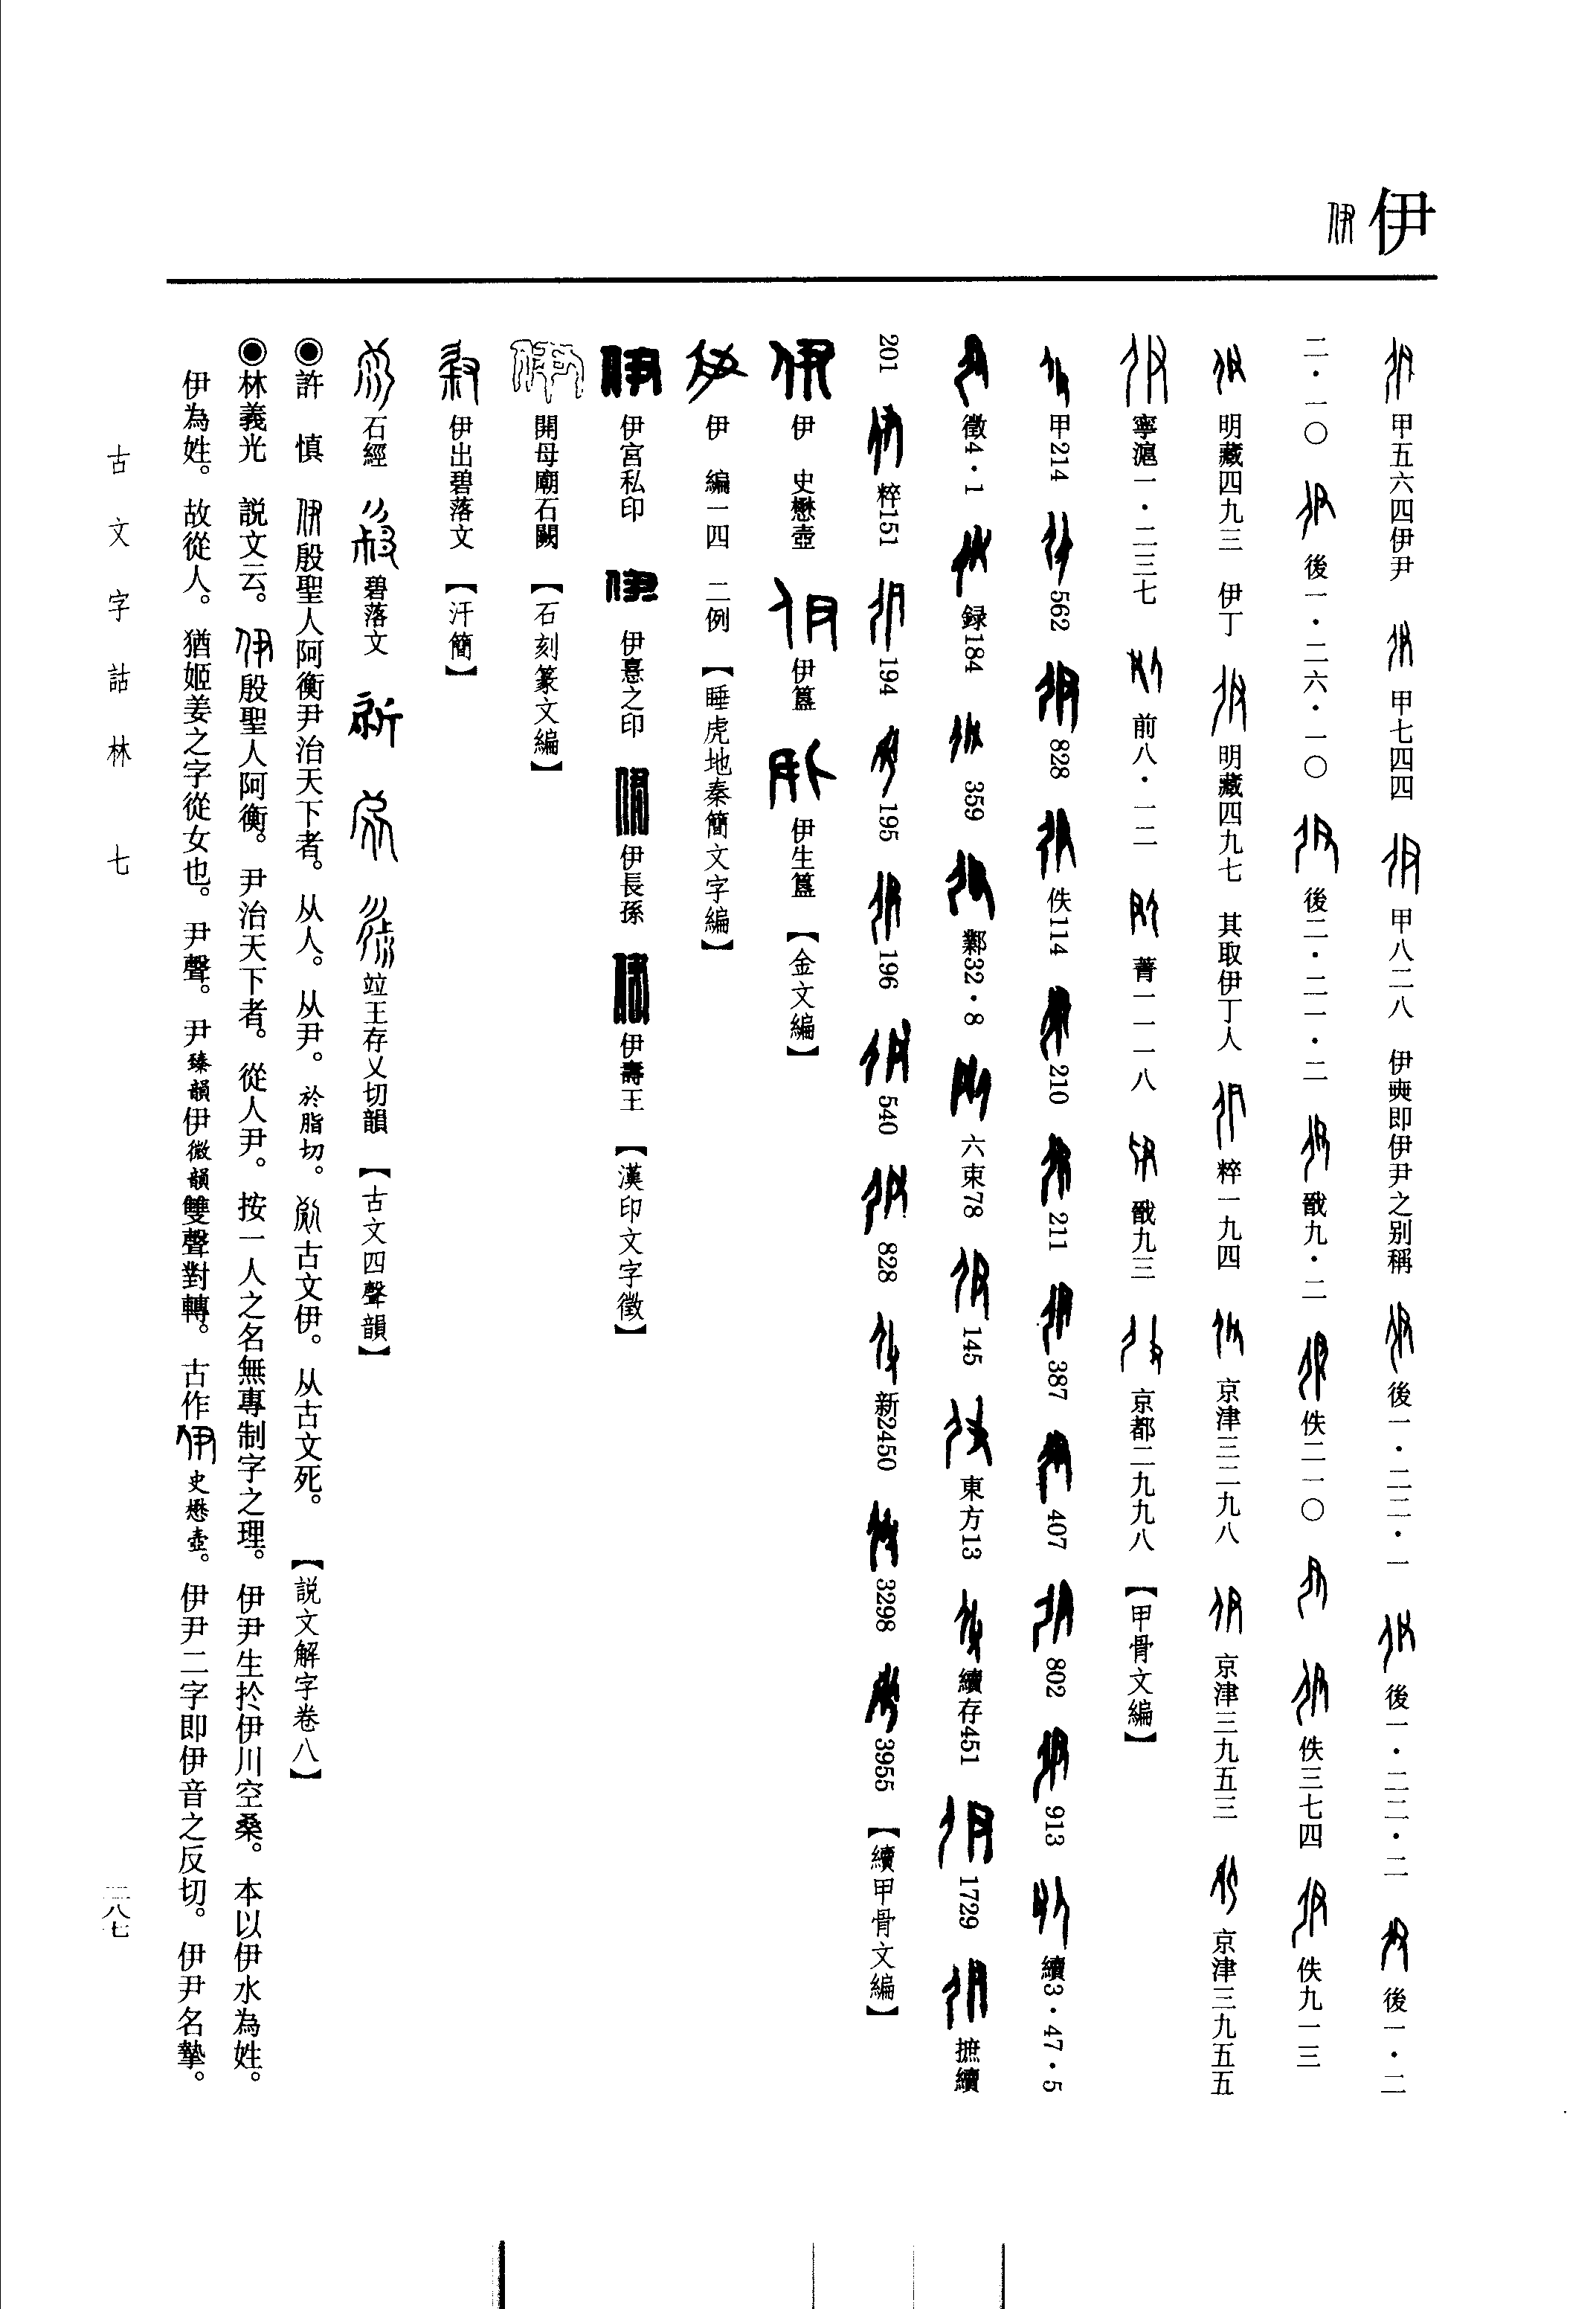 伊
甲五六四伊尹 甲七四四 甲八二八 伊奭即伊尹之别稱 後一·二二·一 後一·二二·二 後一·二
二·一〇 後一·二六·一〇 後二·二一·二 戩九·二 佚二一〇 佚三七四 佚九一三
明藏四九三 伊丁 明藏四九七 其取伊丁人 粹一九四 京津三二九八 京津三九五三 京津三九五五
寧滬一·二三七 前八·一二 菁一一一八 戩九三 京都二九九八 【甲骨文編】
甲214 562 828 佚114 210 211 387 407 802 913 續3·47·5
徵4·1 録184 359 鄴32·8 六束78 145 東方13 續存451 1729 摭續
201 粹151 194 195 196 540 828 新2450 3298 3955 【續甲骨文編】
伊 史懋壺 伊簋 伊生簋 【金文編】
伊 編一四 二例 【睡虎地秦簡文字編】
伊宮私印 伊憙之印 伊長孫 伊壽王 【漢印文字徵】
開母廟石闕 【石刻篆文編】
伊出碧落文 【汗簡】
石經 碧落文 竝王存乂切韻 【古文四聲韻】
◉許 慎 殷聖人阿衡尹治天下者。从人。从尹。於脂切。古文伊。从古文死。 【説文解字卷八】
◉林義光 説文云。殷聖人阿衡。尹治天下者。從人尹。按一人之名無專制字之理。伊尹生於伊川空桑。本以伊水為姓。
伊為姓。故從人。猶姬姜之字從女也。尹聲。尹臻韻伊微韻雙聲對轉。古作史懋壺。伊尹二字即伊音之反切。伊尹名摯。
古文字詁林 七
二八七